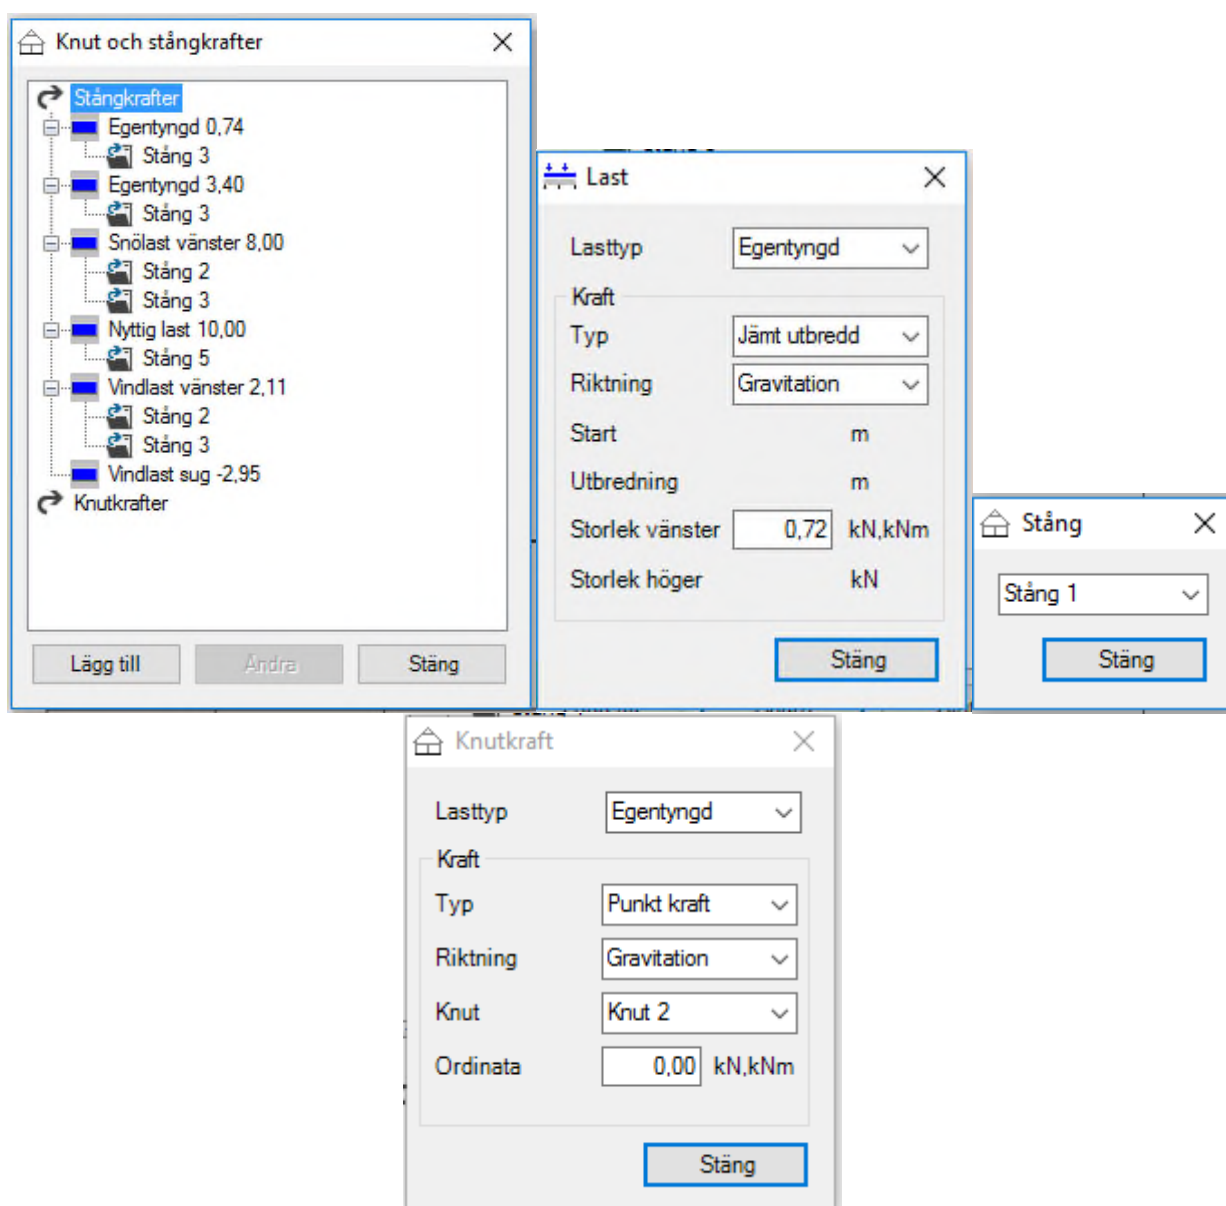 Knut och stångkrafter
Stångkrafter
Egentyngd 0,74
Stång 3
Egentyngd 3,40
Stång 3
Snölast vänster 8,00
Stång 2
Stång 3
Nyttig last 10,00
Stång 5
Vindlast vänster 2,11
Stång 2
Stång 3
Vindlast sug -2,95
Knutkrafter
Lägg till Ändra Stäng
Last
Lasttyp Egentyngd
Kraft
Typ Jämt utbredd
Riktning Gravitation
Start m
Utbredning m
Storlek vänster 0,72 kN,kNm
Storlek höger kN
Stäng
Stång
Stång 1
Stäng
Knutkraft
Lasttyp Egentyngd
Kraft
Typ Punkt kraft
Riktning Gravitation
Knut Knut 2
Ordinata 0,00 kN,kNm
Stäng